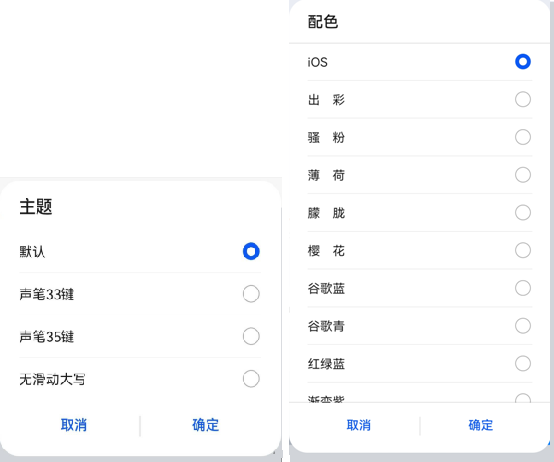 主题
默认
声笔33键
声笔35键
无滑动大写
取消 确定
配色
iOS
出 彩
骚 粉
薄 荷
朦 胧
樱 花
谷歌蓝
谷歌青
红绿蓝
渐变紫
取消 确定